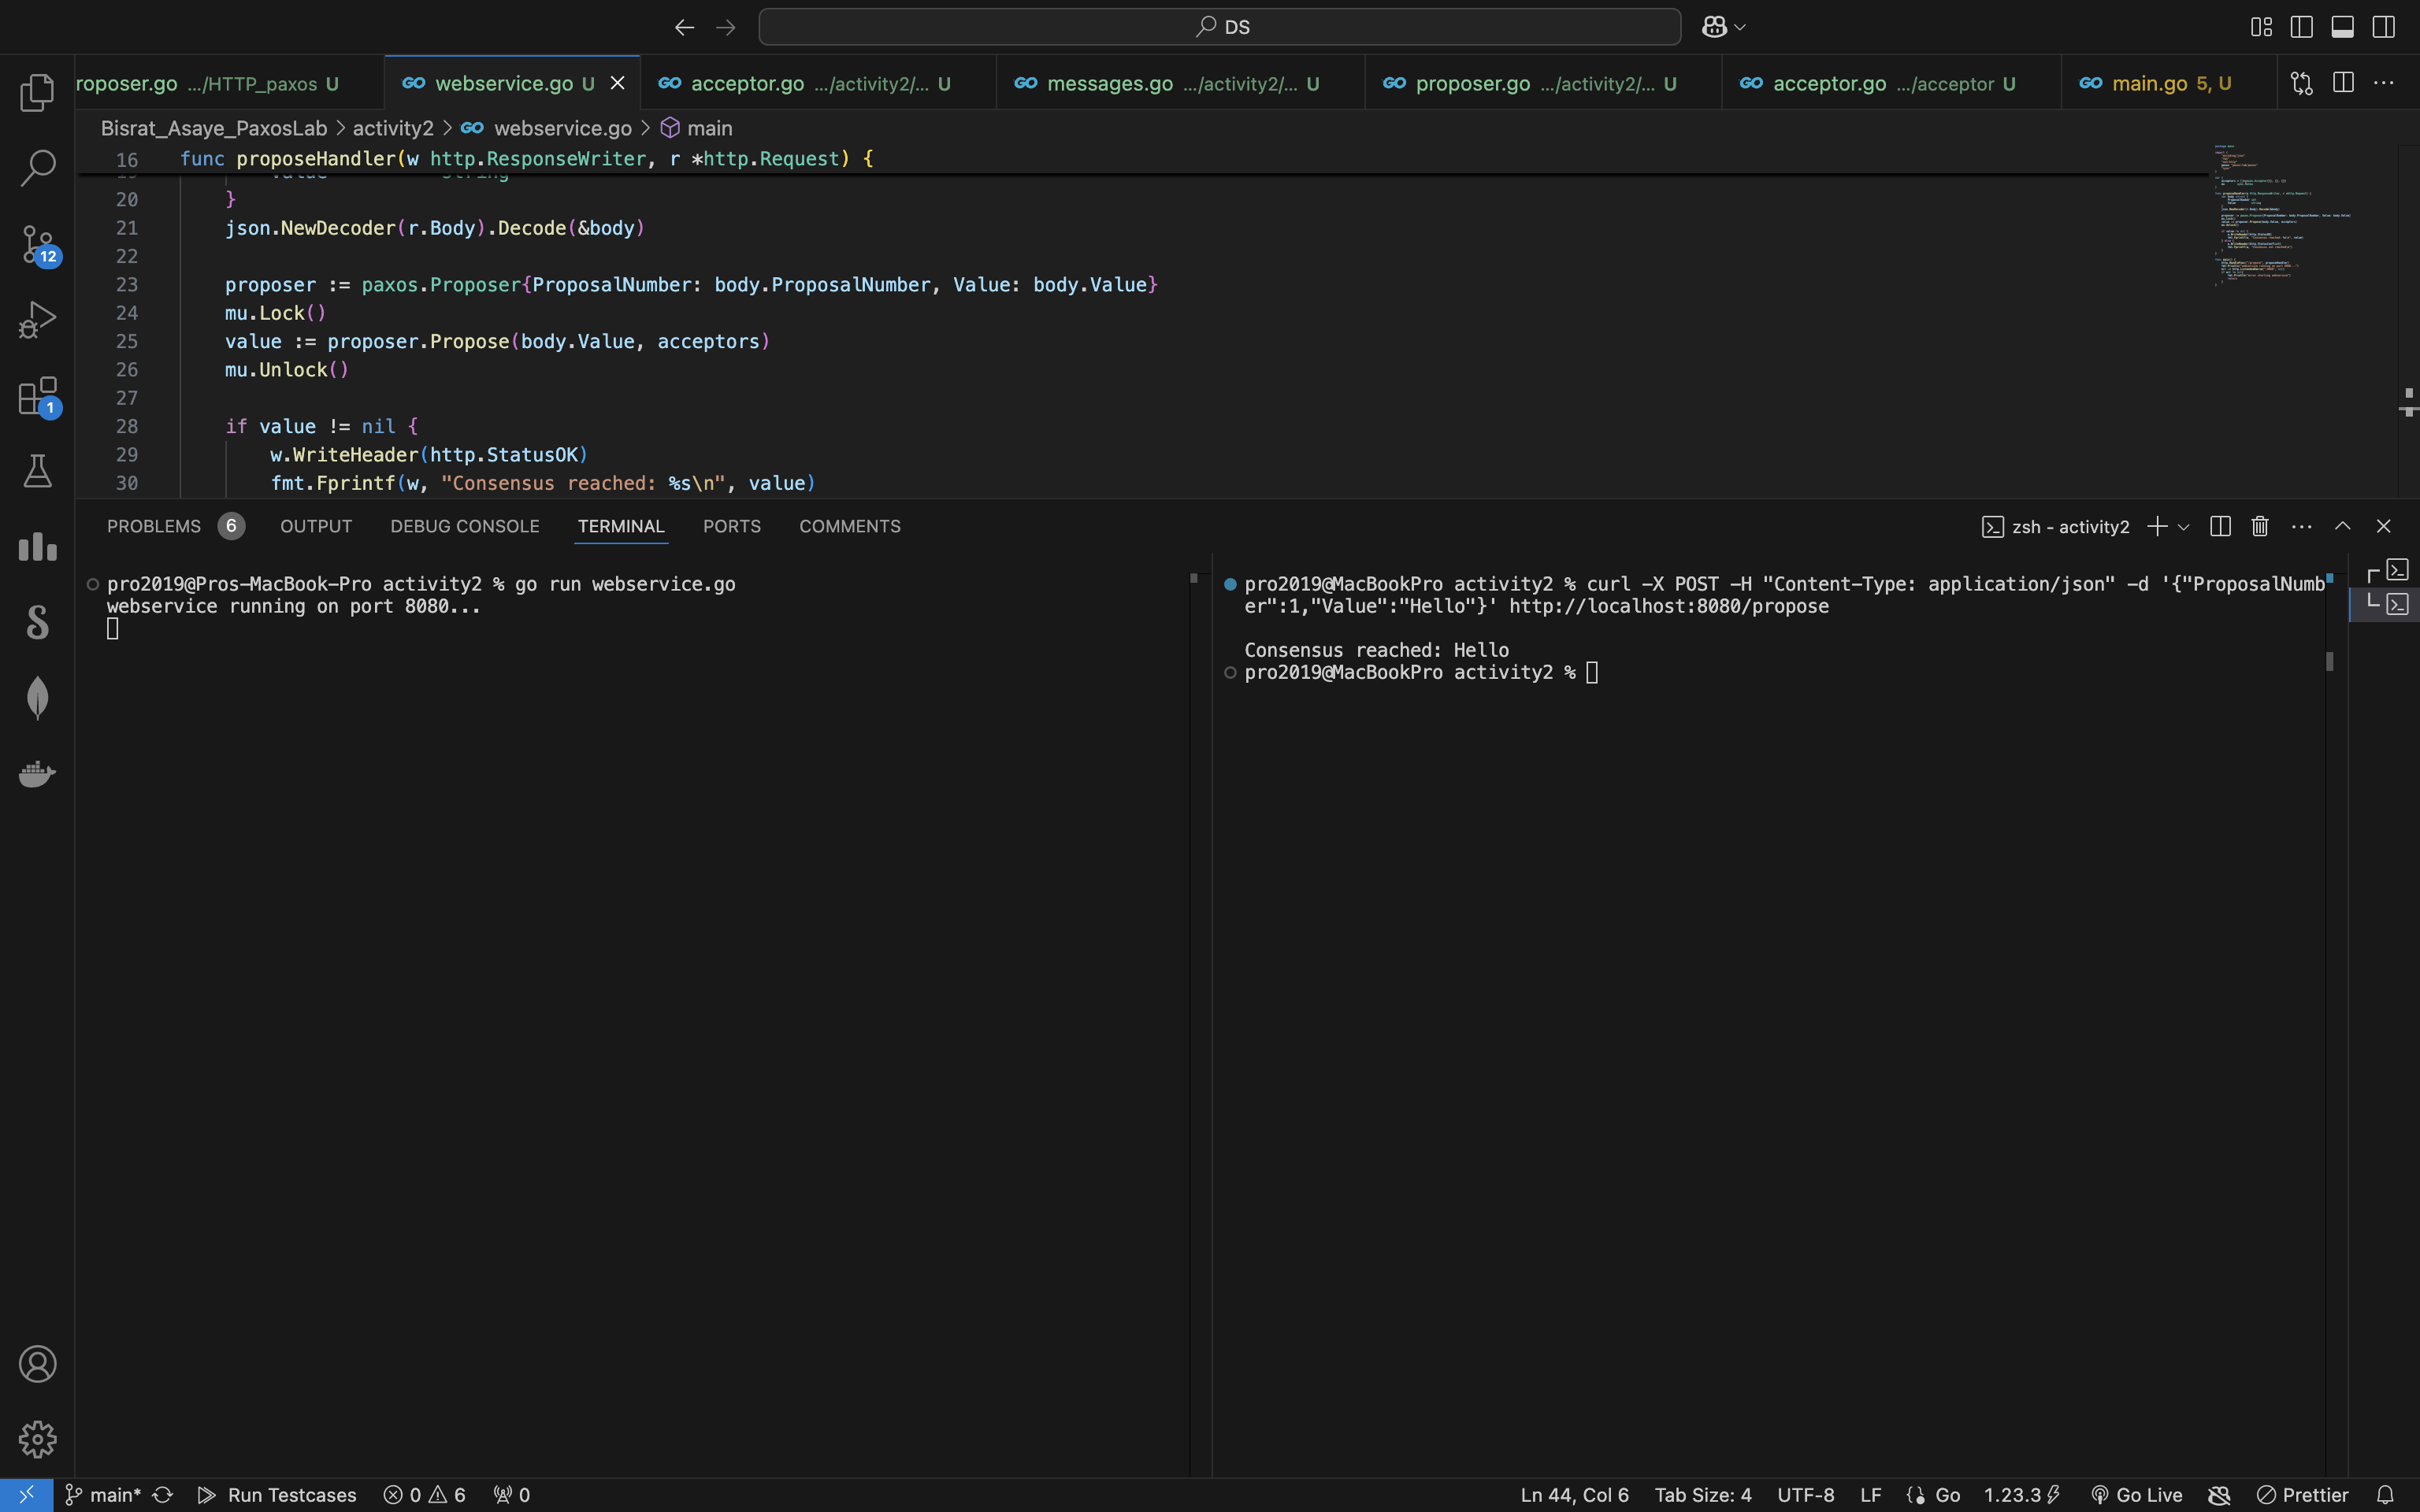 DS
roposer.go .../HTTP_paxos U
webservice.go U
acceptor.go .../activity2/... U
messages.go .../activity2/... U
proposer.go .../activity2/... U
acceptor.go .../acceptor U
main.go 5, U
Bisrat_Asaye_PaxosLab > activity2 > webservice.go > main
16 func proposeHandler(w http.ResponseWriter, r *http.Request) {
20 }
21 json.NewDecoder(r.Body).Decode(&body)
22
23 proposer := paxos.Proposer{ProposalNumber: body.ProposalNumber, Value: body.Value}
24 mu.Lock()
25 value := proposer.Propose(body.Value, acceptors)
26 mu.Unlock()
27
28 if value != nil {
29 w.WriteHeader(http.StatusOK)
30 fmt.Fprintf(w, "Consensus reached: %s\n", value)
12
1
PROBLEMS 6 OUTPUT DEBUG CONSOLE TERMINAL PORTS COMMENTS
zsh - activity2
pro2019@Pros-MacBook-Pro activity2 % go run webservice.go
webservice running on port 8080...
pro2019@MacBookPro activity2 % curl -X POST -H "Content-Type: application/json" -d '{"ProposalNumb
er":1,"Value":"Hello"}' http://localhost:8080/propose
Consensus reached: Hello
pro2019@MacBookPro activity2 %
main* Run Testcases 0 6 0
Ln 44, Col 6 Tab Size: 4 UTF-8 LF Go 1.23.3 Go Live Prettier